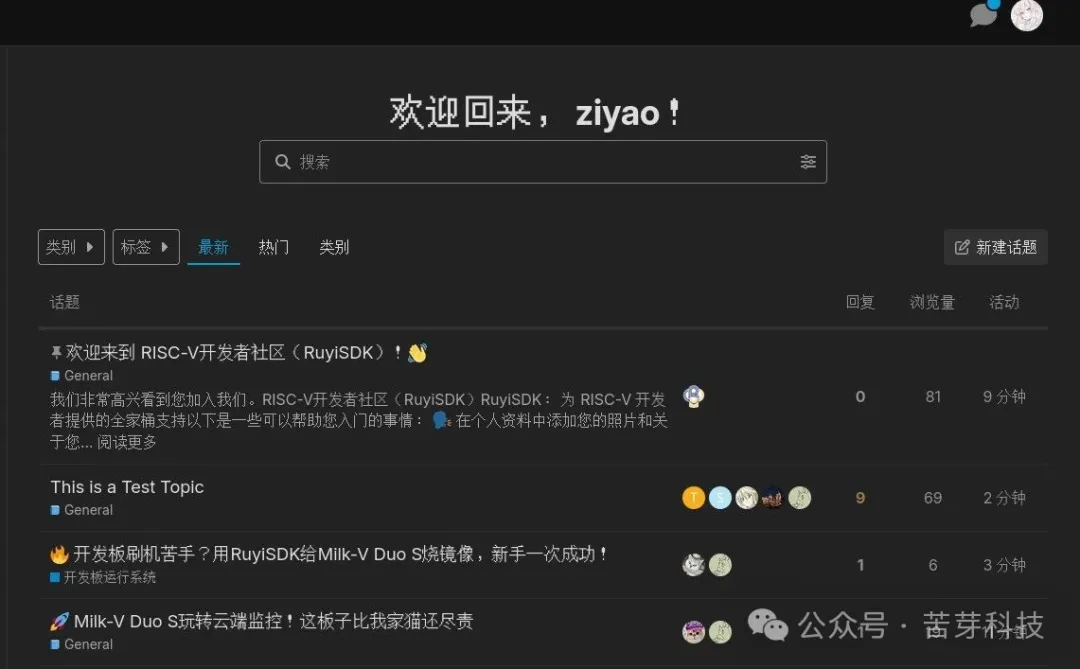 欢迎回来，ziyao！
搜索
类别 标签 最新 热门 类别 新建话题
话题 回复 浏览量 活动
欢迎来到 RISC-V开发者社区（RuyiSDK）！👋
General
我们非常高兴看到您加入我们。RISC-V开发者社区（RuyiSDK）RuyiSDK：为 RISC-V 开发
者提供的全家桶支持以下是一些可以帮助您入门的事情：🗣 在个人资料中添加您的照片和关
于您... 阅读更多
0 81 9 分钟
This is a Test Topic
General
T S
9 69 2 分钟
🔥开发板刷机苦手？用RuyiSDK给Milk-V Duo S烧镜像，新手一次成功！
开发板运行系统
1 6 3 分钟
🚀 Milk-V Duo S玩转云端监控！这板子比我家猫还尽责
General
公众号 · 苦芽科技